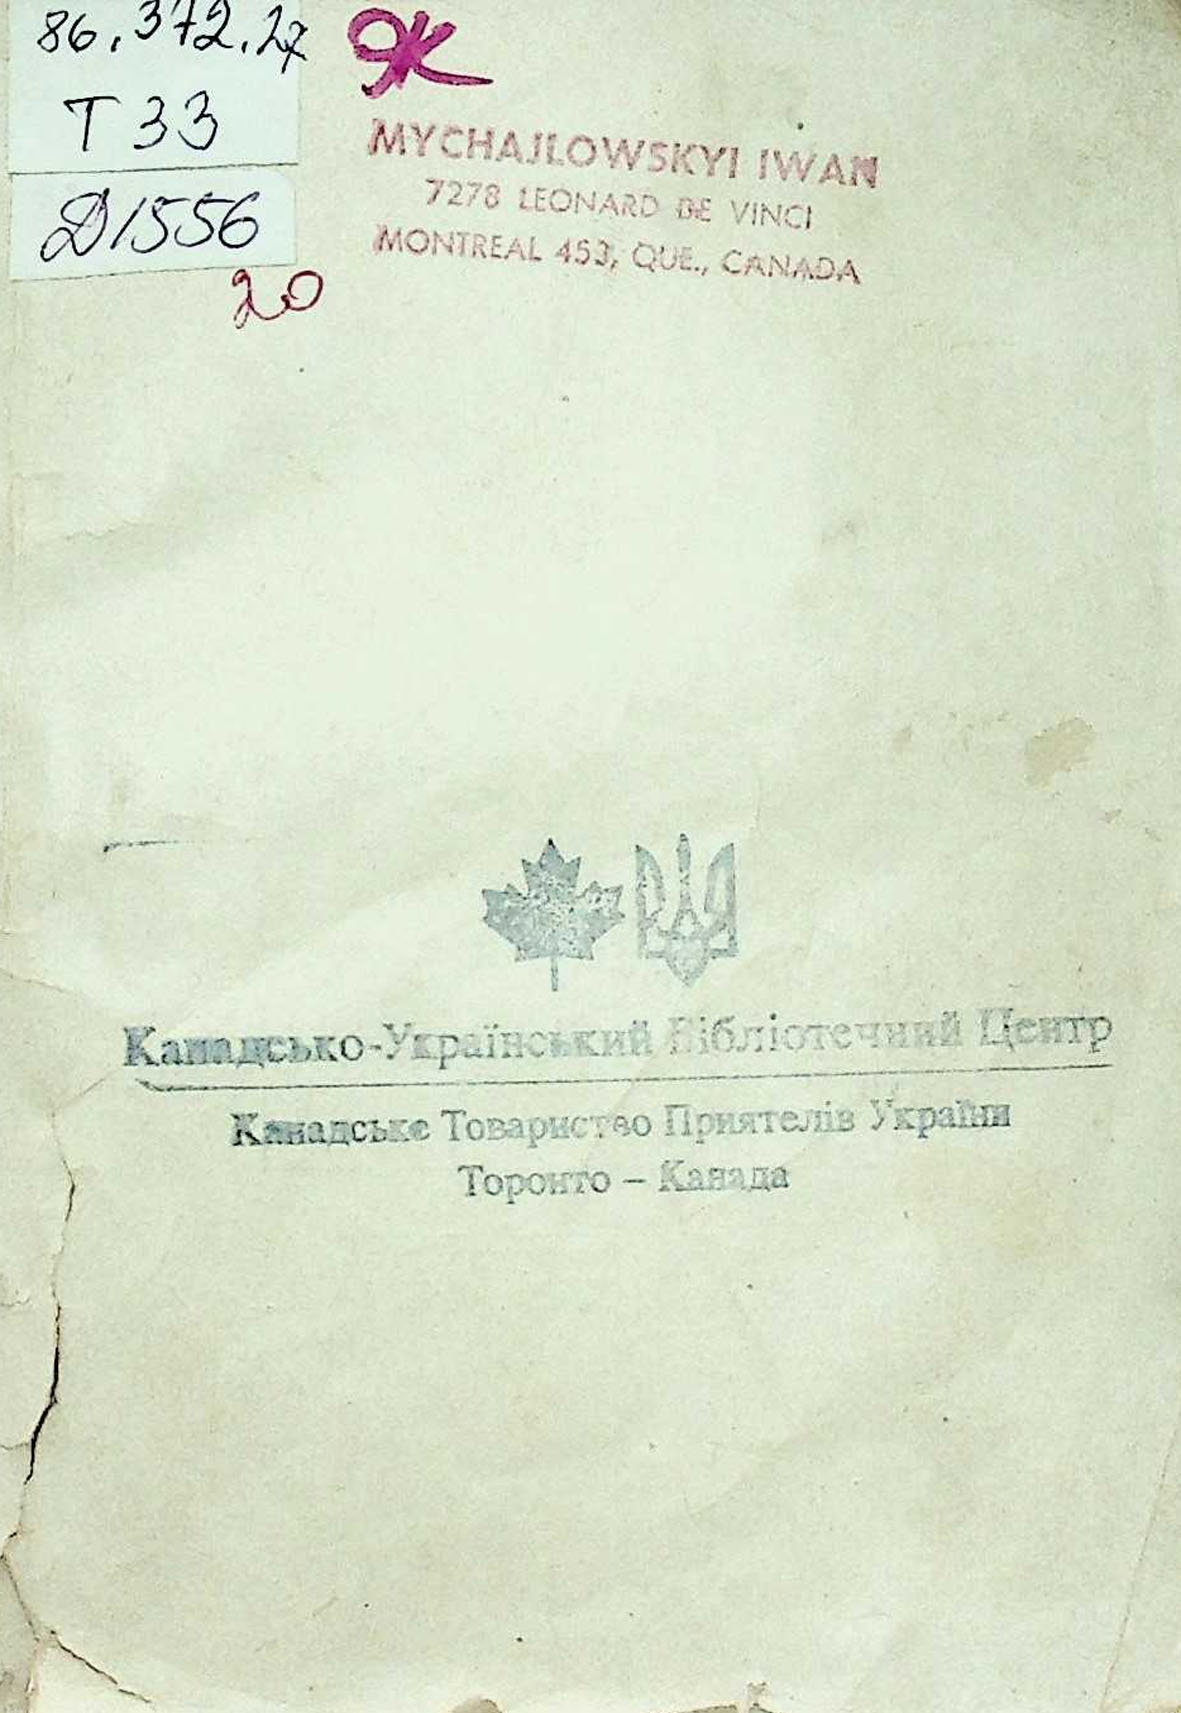 86.372.27
Т 33
Д1556
20
ЖК
MYCHAJLOWSKYI IWAN
7278 LEONARD DE VINCI
MONTREAL 453, QUE., CANADA
Канадсько-Український Бібліотечний Центр
Канадське Товариство Приятелів України
Торонто – Канада